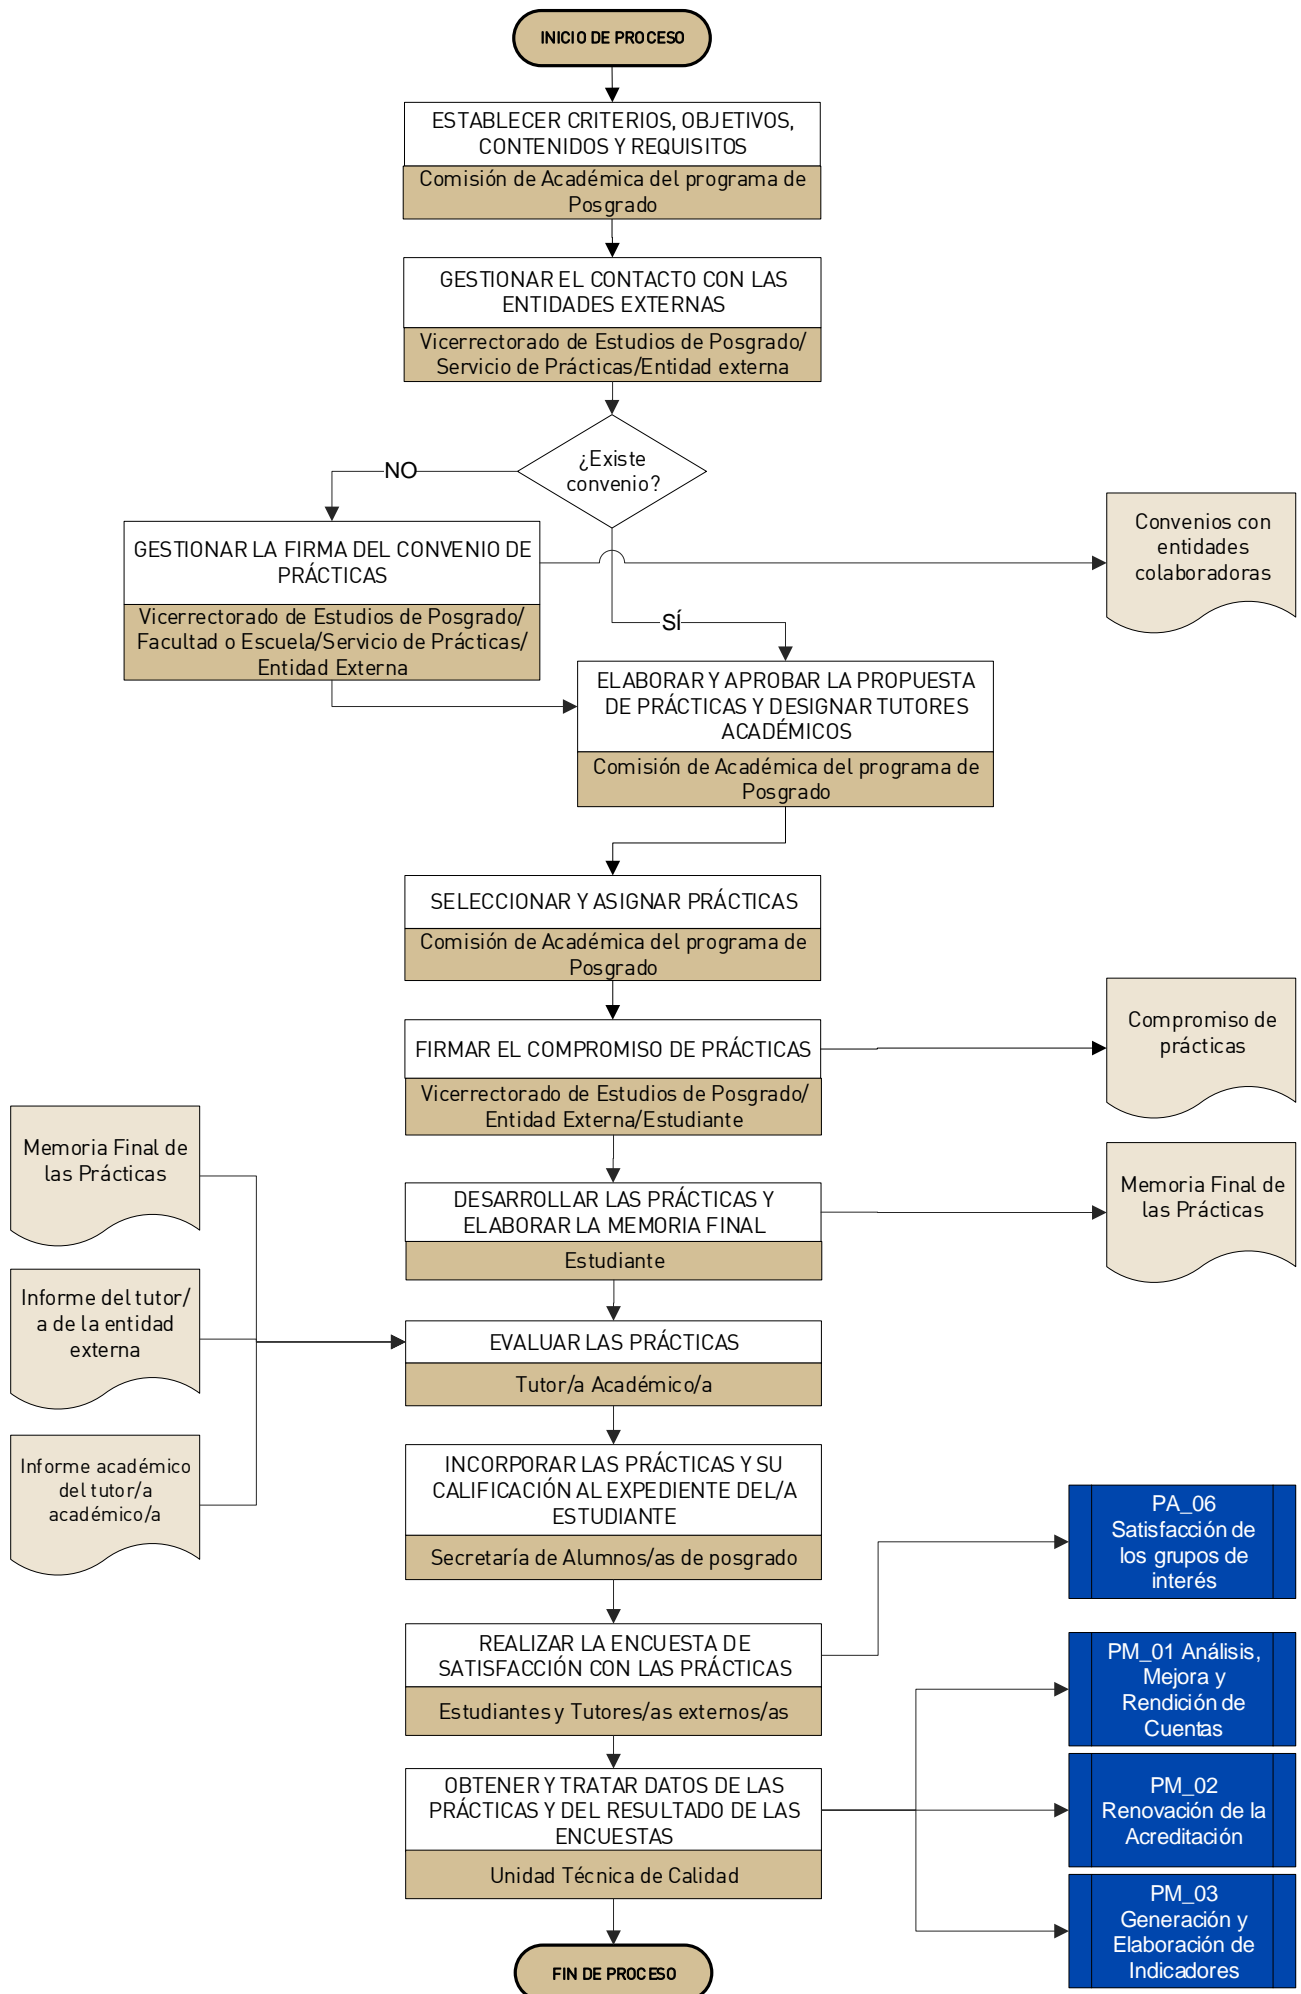 INICIO DE PROCESO
ESTABLECER CRITERIOS, OBJETIVOS,
CONTENIDOS Y REQUISITOS
Comisión de Académica del programa de
Posgrado
GESTIONAR EL CONTACTO CON LAS
ENTIDADES EXTERNAS
Vicerrectorado de Estudios de Posgrado/
Servicio de Prácticas/Entidad externa
¿Existe
convenio?
NO
GESTIONAR LA FIRMA DEL CONVENIO DE
PRÁCTICAS
Vicerrectorado de Estudios de Posgrado/
Facultad o Escuela/Servicio de Prácticas/
Entidad Externa
Convenios con
entidades
colaboradoras
SÍ
ELABORAR Y APROBAR LA PROPUESTA
DE PRÁCTICAS Y DESIGNAR TUTORES
ACADÉMICOS
Comisión de Académica del programa de
Posgrado
SELECCIONAR Y ASIGNAR PRÁCTICAS
Comisión de Académica del programa de
Posgrado
FIRMAR EL COMPROMISO DE PRÁCTICAS
Vicerrectorado de Estudios de Posgrado/
Entidad Externa/Estudiante
Compromiso de
prácticas
Memoria Final de
las Prácticas
DESARROLLAR LAS PRÁCTICAS Y
ELABORAR LA MEMORIA FINAL
Estudiante
Memoria Final de
las Prácticas
Informe del tutor/
a de la entidad
externa
EVALUAR LAS PRÁCTICAS
Tutor/a Académico/a
Informe académico
del tutor/a
académico/a
INCORPORAR LAS PRÁCTICAS Y SU
CALIFICACIÓN AL EXPEDIENTE DEL/A
ESTUDIANTE
Secretaría de Alumnos/as de posgrado
PA_06
Satisfacción de
los grupos de
interés
REALIZAR LA ENCUESTA DE
SATISFACCIÓN CON LAS PRÁCTICAS
Estudiantes y Tutores/as externos/as
PM_01 Análisis,
Mejora y
Rendición de
Cuentas
OBTENER Y TRATAR DATOS DE LAS
PRÁCTICAS Y DEL RESULTADO DE LAS
ENCUESTAS
Unidad Técnica de Calidad
PM_02
Renovación de la
Acreditación
PM_03
Generación y
Elaboración de
Indicadores
FIN DE PROCESO